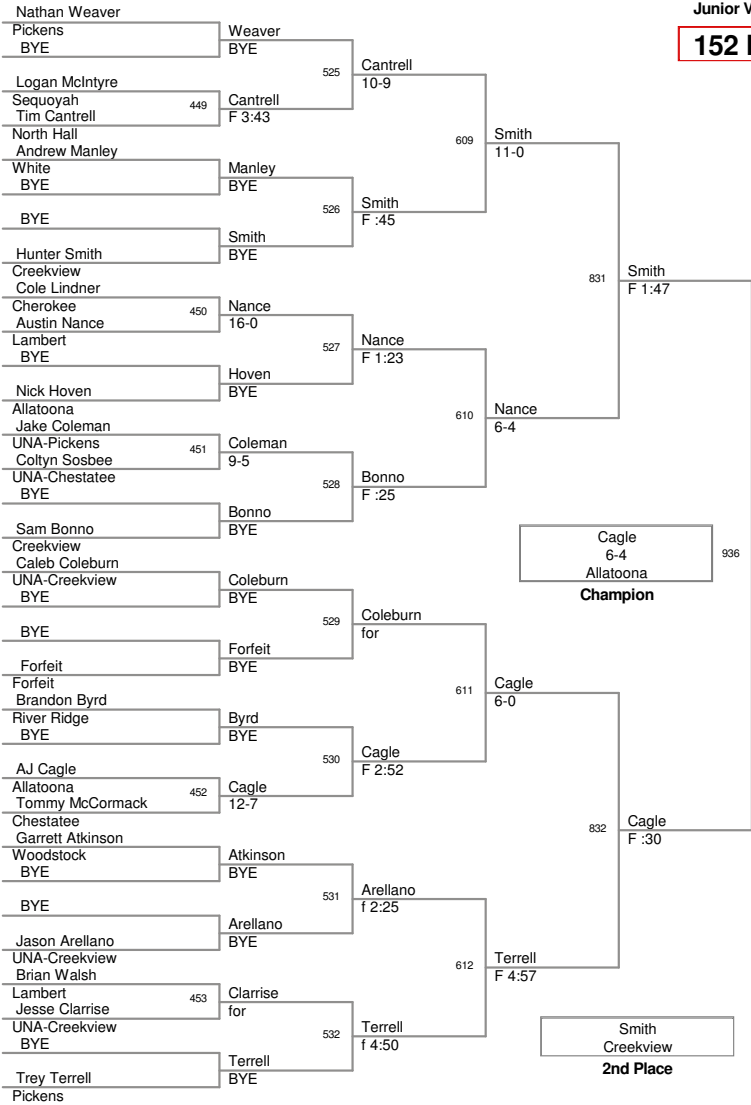 Junior V
152
Nathan Weaver
Pickens
BYE
Logan McIntyre
Sequoyah
Tim Cantrell
North Hall
Andrew Manley
White
BYE
BYE
Hunter Smith
Creekview
Cole Lindner
Cherokee
Austin Nance
Lambert
BYE
Nick Hoven
Allatoona
Jake Coleman
UNA-Pickens
Coltyn Sosbee
UNA-Chestatee
BYE
Sam Bonno
Creekview
Caleb Coleburn
UNA-Creekview
BYE
BYE
Forfeit
Forfeit
Brandon Byrd
River Ridge
BYE
AJ Cagle
Allatoona
Tommy McCormack
Chestatee
Garrett Atkinson
Woodstock
BYE
BYE
Jason Arellano
UNA-Creekview
Brian Walsh
Lambert
Jesse Clarrise
UNA-Creekview
BYE
Trey Terrell
Pickens
449
450
451
452
453
Weaver
BYE
Cantrell
F 3:43
Manley
BYE
Smith
BYE
Nance
16-0
Hoven
BYE
Coleman
9-5
Bonno
BYE
Coleburn
BYE
Forfeit
BYE
Byrd
BYE
Cagle
12-7
Atkinson
BYE
Arellano
BYE
Clarrise
for
Terrell
BYE
525
526
527
528
529
530
531
532
Cantrell
10-9
Smith
F :45
Nance
F 1:23
Bonno
F :25
Coleburn
for
Cagle
F 2:52
Arellano
f 2:25
Terrell
f 4:50
609
610
611
612
Smith
11-0
Nance
6-4
Cagle
6-0
Terrell
F 4:57
831
832
Smith
F 1:47
Cagle
F :30
Cagle
6-4
Allatoona
936
Champion
Smith
Creekview
2nd Place